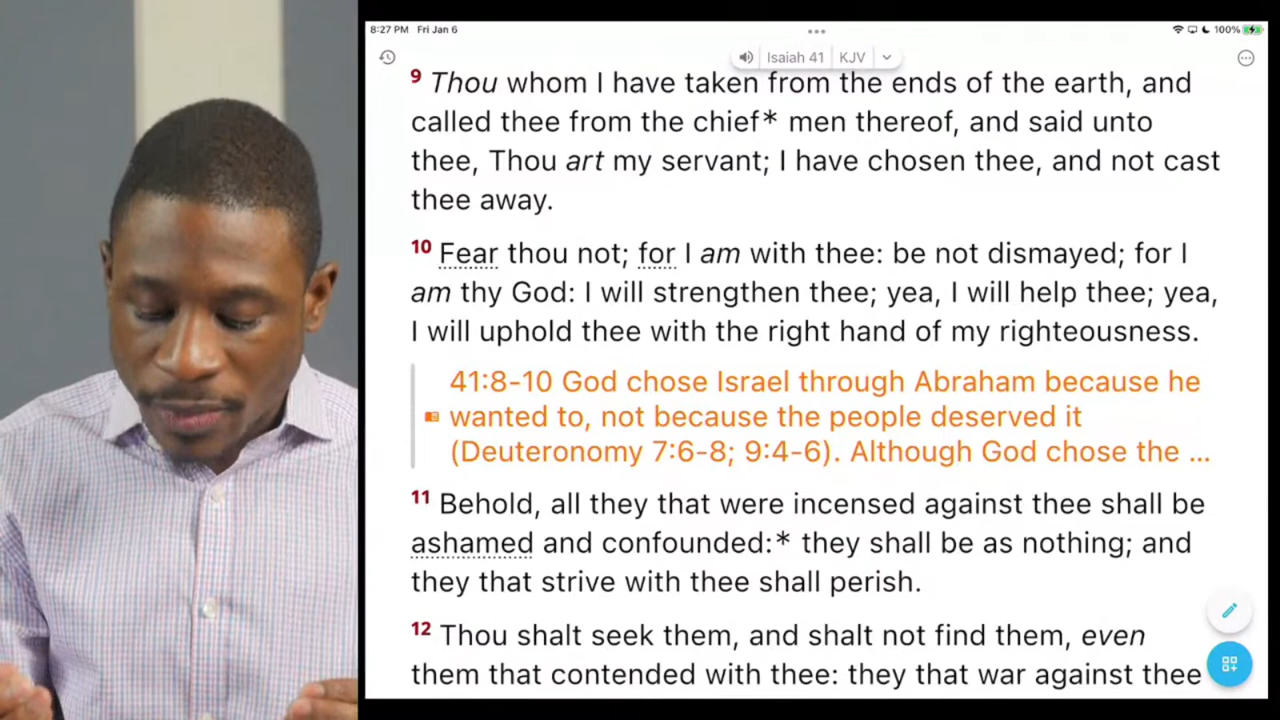 8:27 PM Fri Jan 6
100%
Isaiah 41 KJV
9 Thou whom I have taken from the ends of the earth, and
called thee from the chief* men thereof, and said unto
thee, Thou art my servant; I have chosen thee, and not cast
thee away.
10 Fear thou not; for I am with thee: be not dismayed; for I
am thy God: I will strengthen thee; yea, I will help thee; yea,
I will uphold thee with the right hand of my righteousness.
41:8-10 God chose Israel through Abraham because he
wanted to, not because the people deserved it
(Deuteronomy 7:6-8; 9:4-6). Although God chose the ...
11 Behold, all they that were incensed against thee shall be
ashamed and confounded:* they shall be as nothing; and
they that strive with thee shall perish.
12 Thou shalt seek them, and shalt not find them, even
them that contended with thee: they that war against thee